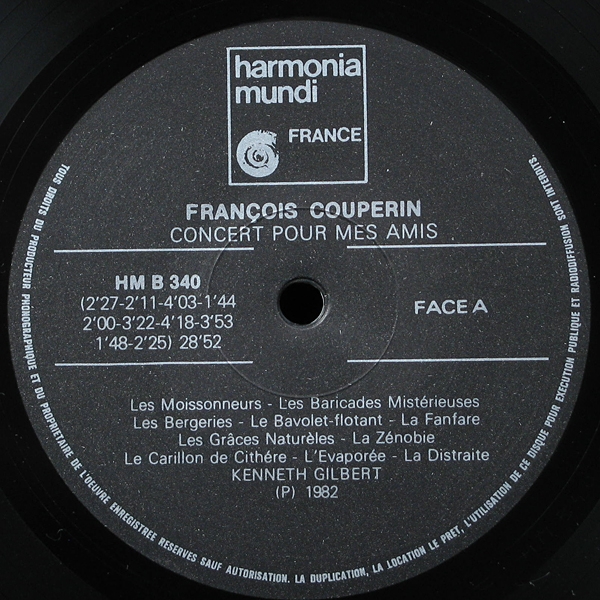 harmonia
mundi
FRANCE
FRANÇOIS COUPERIN
CONCERT POUR MES AMIS
HM B 340
(2'27-2'11-4'03-1'44
2'00-3'22-4'18-3'53
1'48-2'25) 28'52
FACE A
Les Moissonneurs - Les Baricades Mistérieuses
Les Bergeries - Le Bavolet-flotant - La Fanfare
Les Grâces Naturèles - La Zénobie
Le Carillon de Cithére - L'Evaporée - La Distraite
KENNETH GILBERT
(P) 1982
TOUS DROITS DU PRODUCTEUR PHONOGRAPHIQUE ET DU PROPRIETAIRE DE L'ŒUVRE ENREGISTREE RESERVES SAUF AUTORISATION. LA DUPLICATION, LA LOCATION LE PRET, L'UTILISATION DE CE DISQUE POUR EXECUTION PUBLIQUE ET RADIODIFFUSION SONT INTERDITS.